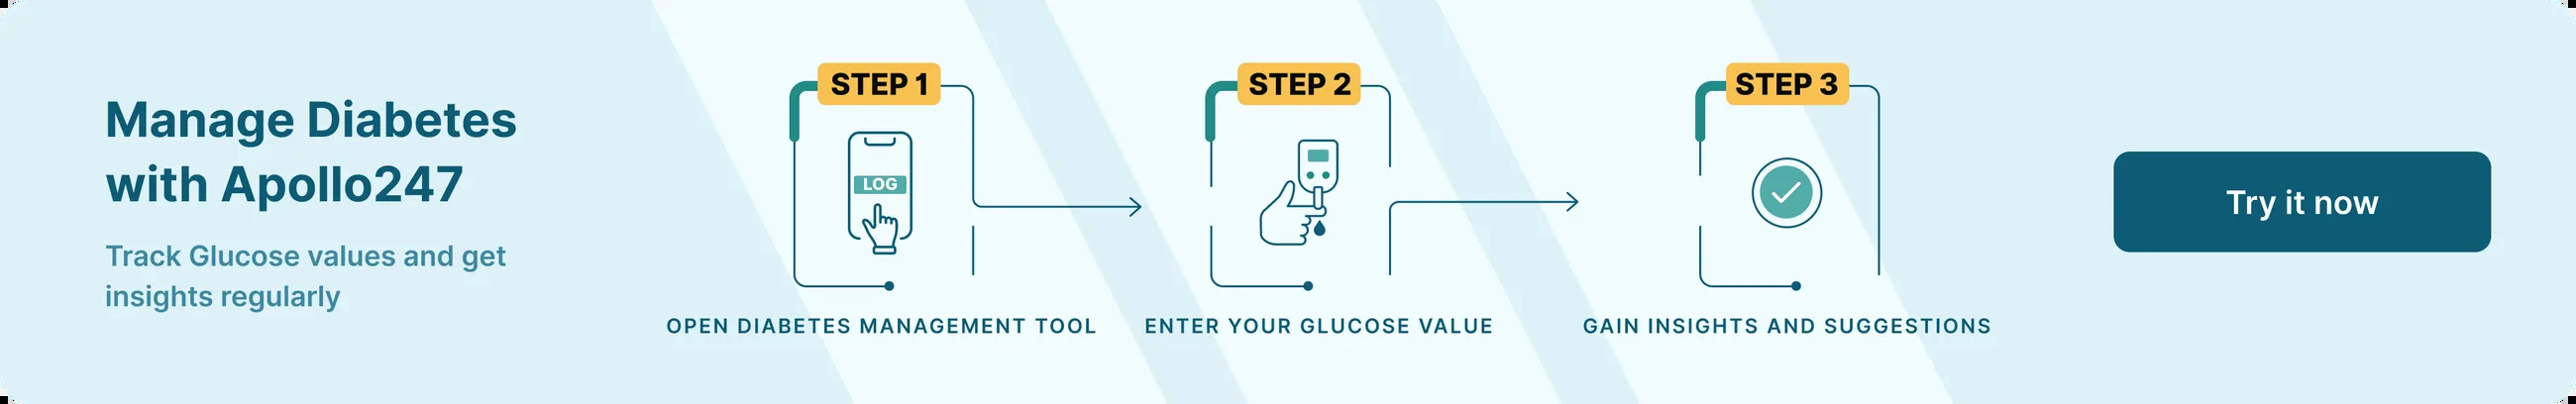 Manage Diabetes
with Apollo247
Track Glucose values and get
insights regularly
STEP 1
LOG
OPEN DIABETES MANAGEMENT TOOL
STEP 2
ENTER YOUR GLUCOSE VALUE
STEP 3
GAIN INSIGHTS AND SUGGESTIONS
Try it now